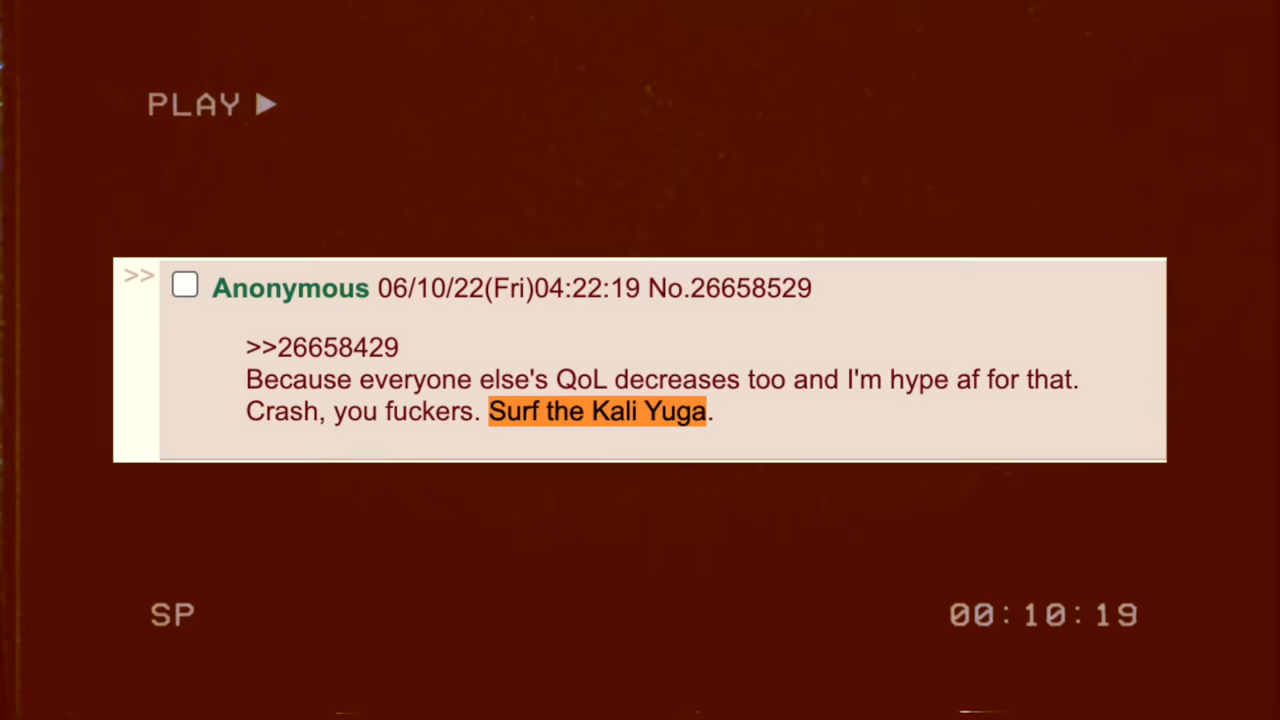 PLAY ▶
>> Anonymous 06/10/22(Fri)04:22:19 No.26658529
>>26658429
Because everyone else's QoL decreases too and I'm hype af for that.
Crash, you fuckers. Surf the Kali Yuga.
SP 00:10:19